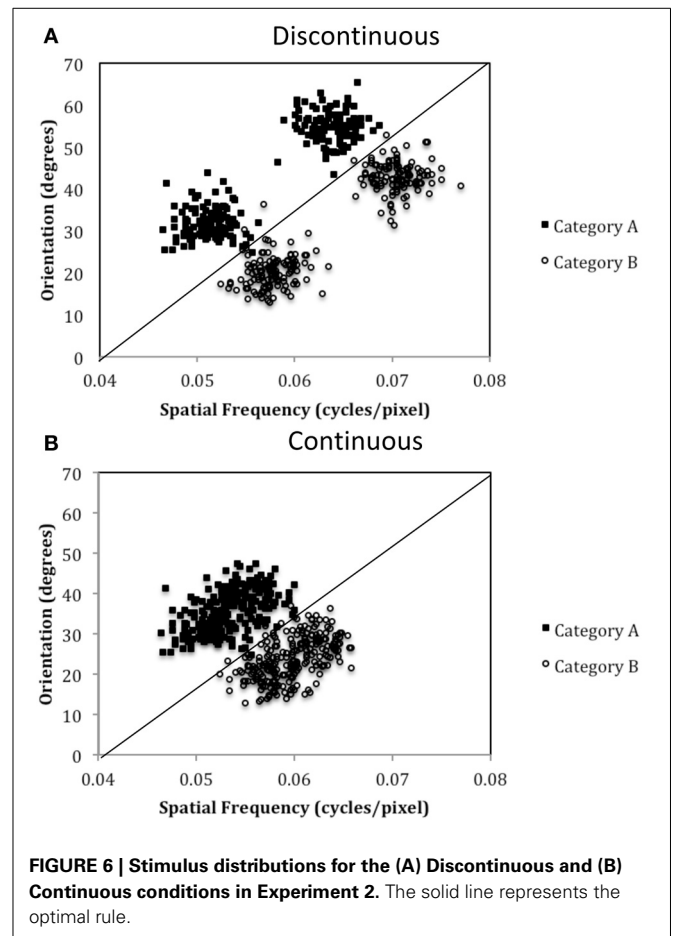 A
Discontinuous
70
60
50
40
30
20
10
0
Orientation (degrees)
0.04 0.05 0.06 0.07 0.08
Spatial Frequency (cycles/pixel)
Category A
Category B
B
Continuous
70
60
50
40
30
20
10
0
Orientation (degrees)
0.04 0.05 0.06 0.07 0.08
Spatial Frequency (cycles/pixel)
Category A
Category B
FIGURE 6 | Stimulus distributions for the (A) Discontinuous and (B)
Continuous conditions in Experiment 2. The solid line represents the
optimal rule.